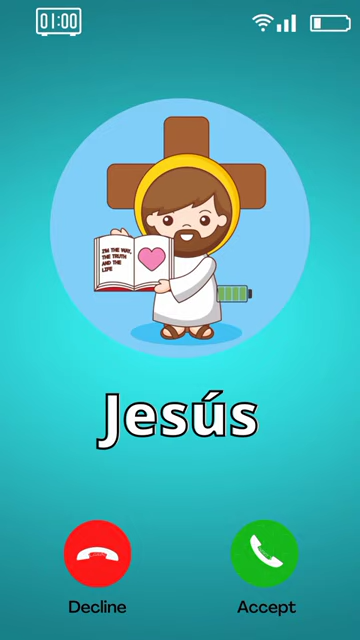 01:00
I'M THE WAY,
THE TRUTH
AND THE
LIFE
Jesús
Decline
Accept